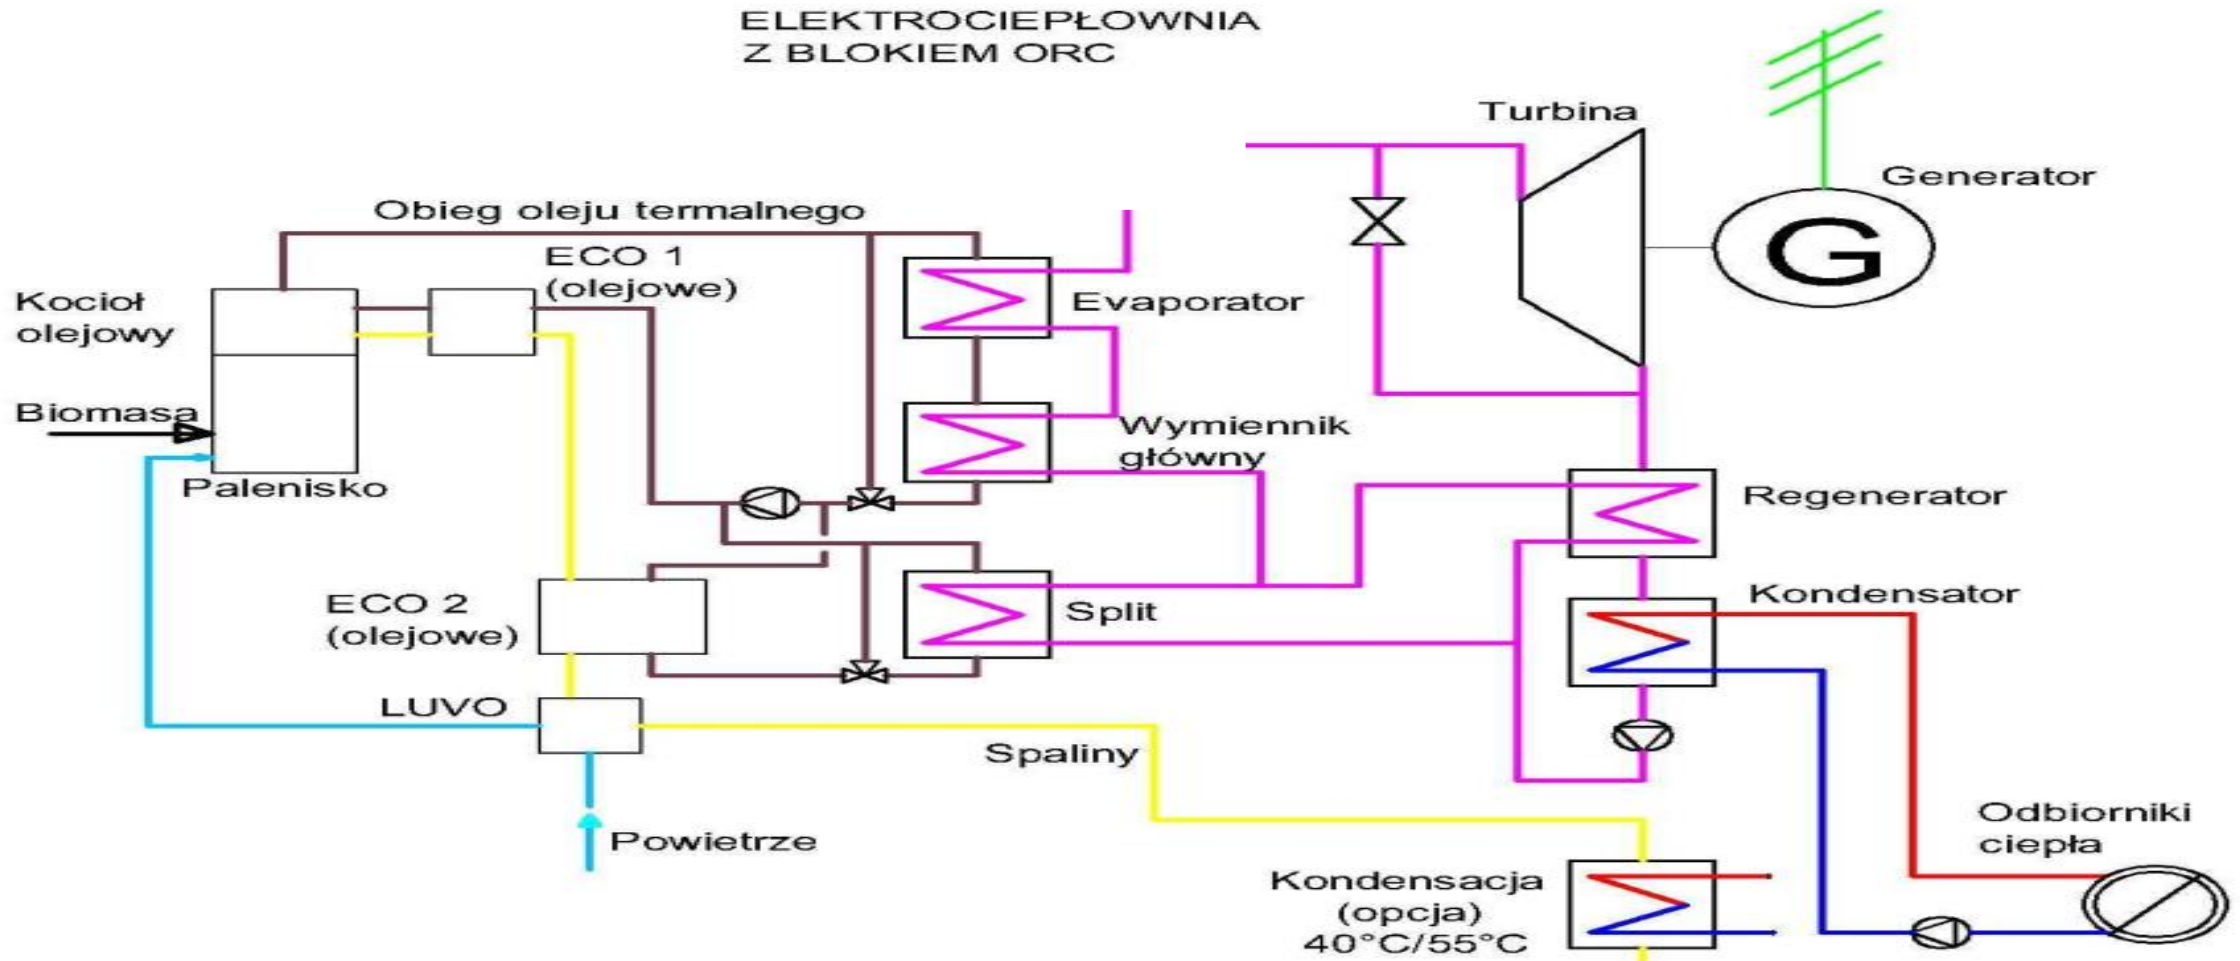 ELEKTROCIEPŁOWNIA
Z BLOKIEM ORC
Turbina
Generator
G
Obieg oleju termalnego
ECO 1
(olejowe)
Kocioł
olejowy
Evaporator
Biomasa
Wymiennik
główny
Palenisko
Regenerator
Kondensator
ECO 2
(olejowe)
Split
LUVO
Spaliny
Powietrze
Odbiorniki
ciepła
Kondensacja
(opcja)
40°C/55°C